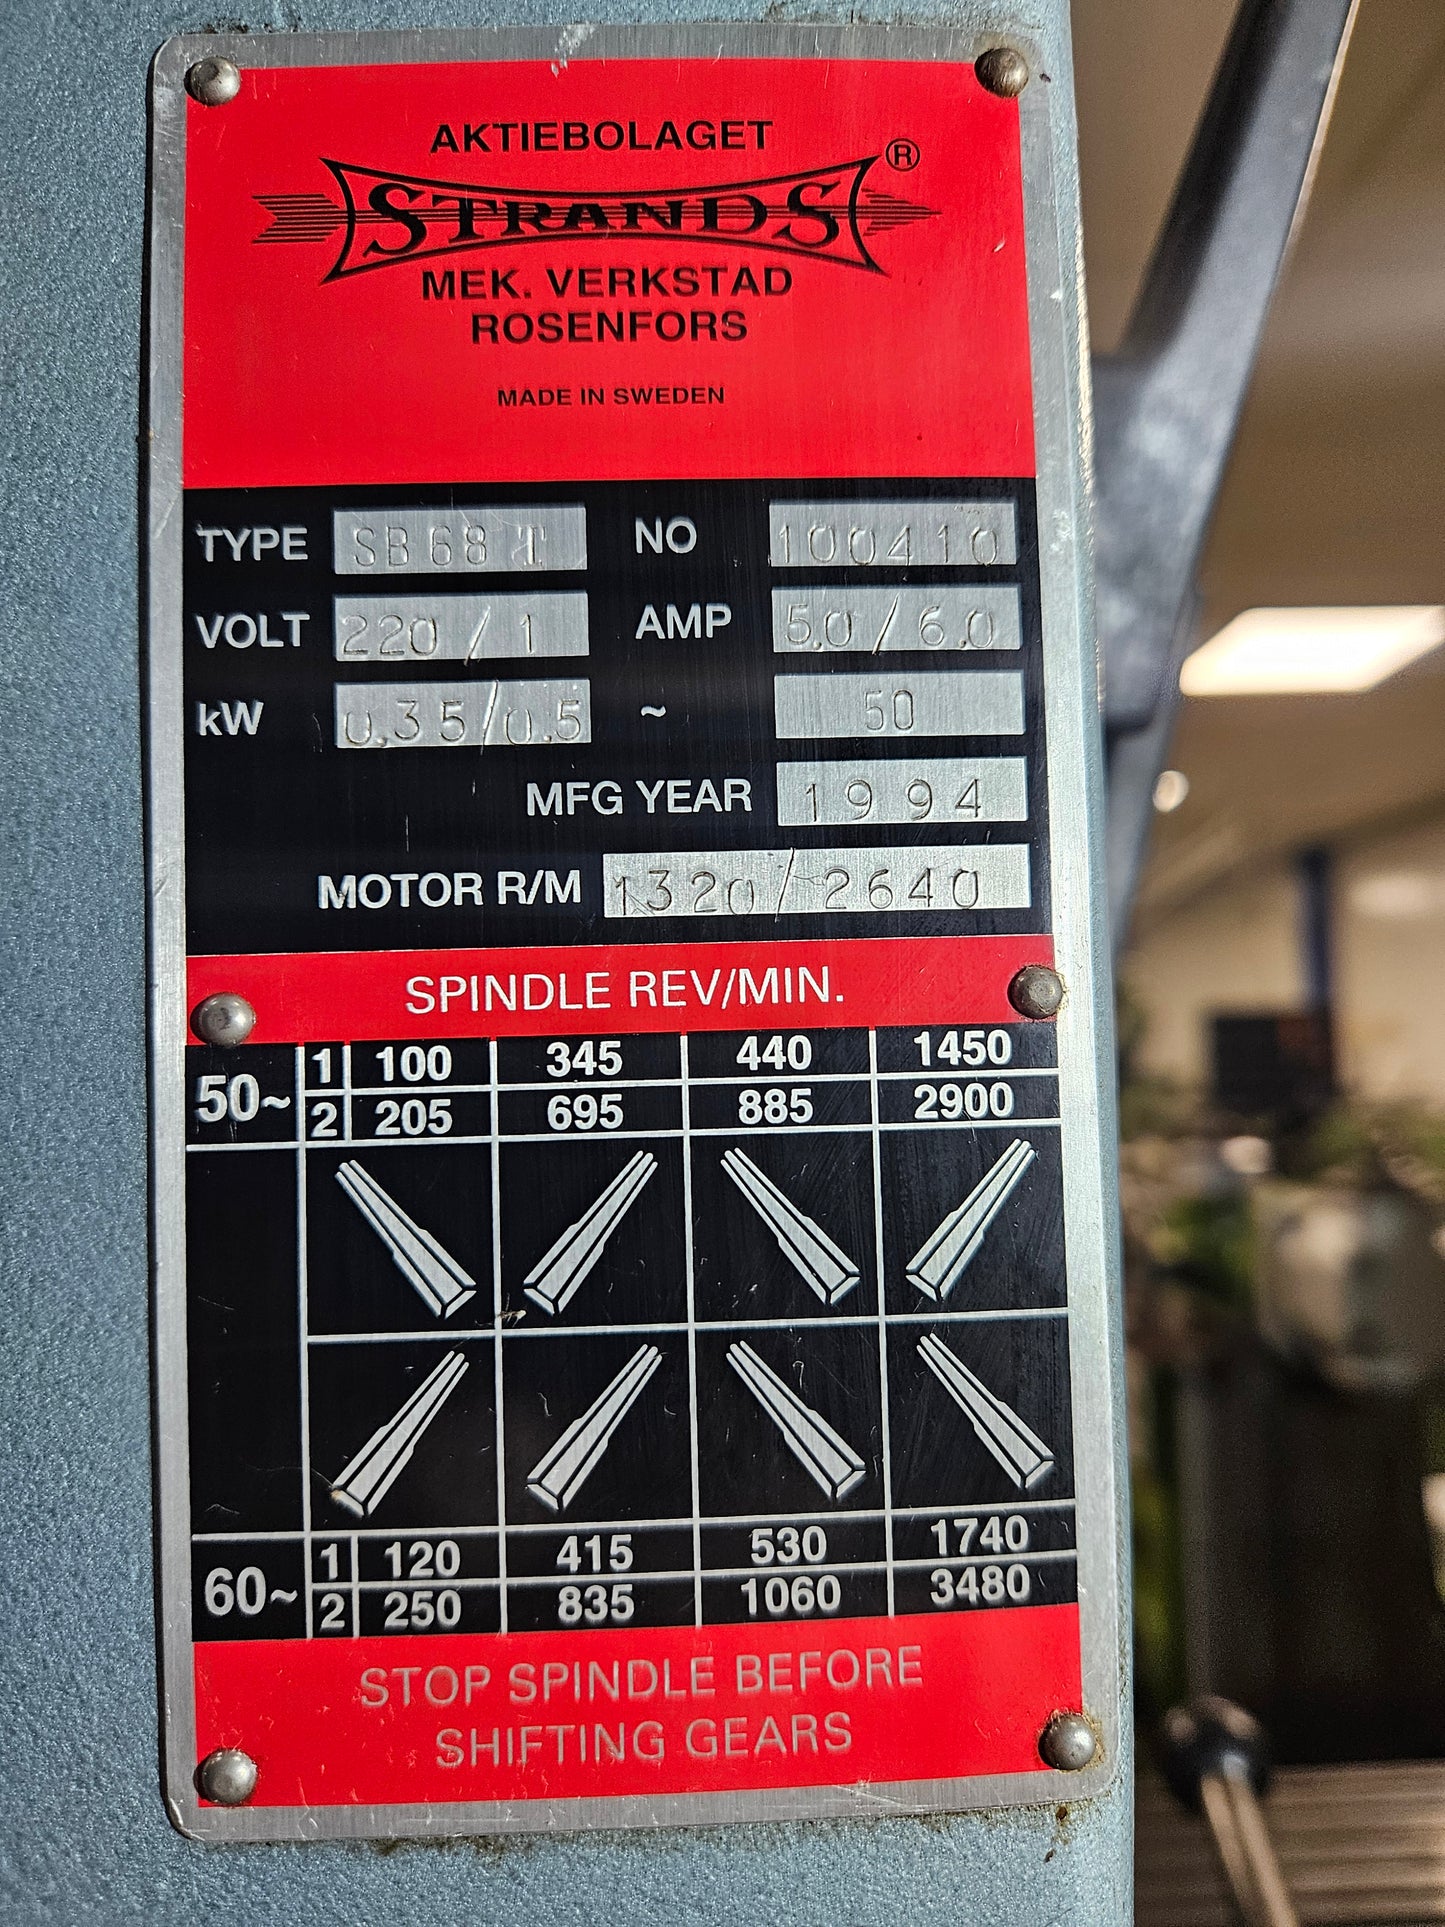 AKTIEBOLAGET
STRANDS®
MEK. VERKSTAD
ROSENFORS
MADE IN SWEDEN
TYPE SB68 T NO 100410
VOLT 220/1 AMP 5.0/6.0
kW 0.35/0.5 ~ 50
MFG YEAR 1994
MOTOR R/M 1320/2640
SPINDLE REV/MIN.
50~ 1 100 345 440 1450
2 205 695 885 2900
60~ 1 120 415 530 1740
2 250 835 1060 3480
STOP SPINDLE BEFORE
SHIFTING GEARS